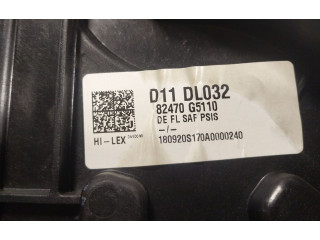 D11 DL032
82470 G5110
DE FL SAF PSIS
-/-
HI-LEX
180920S170A0000240